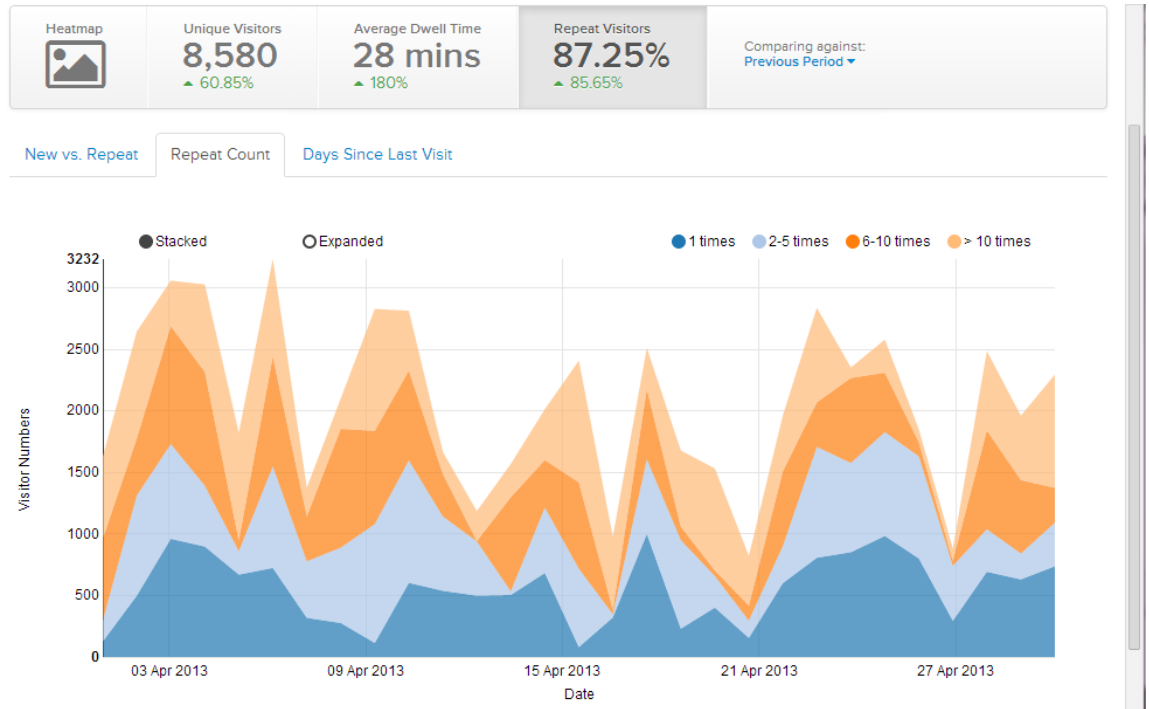 Heatmap
Unique Visitors
8,580
60.85%
Average Dwell Time
28 mins
180%
Repeat Visitors
87.25%
85.65%
Comparing against:
Previous Period
New vs. Repeat
Repeat Count
Days Since Last Visit
Stacked
Expanded
1 times
2-5 times
6-10 times
> 10 times
3232
3000
2500
2000
1500
1000
500
0
Visitor Numbers
03 Apr 2013
09 Apr 2013
15 Apr 2013
21 Apr 2013
27 Apr 2013
Date